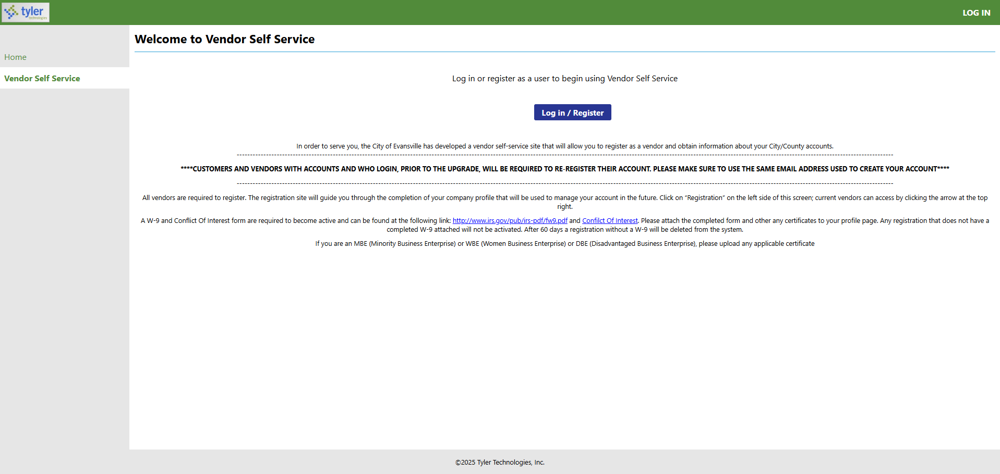 tyler
technologies
LOG IN
Welcome to Vendor Self Service
Home
Vendor Self Service
Log in or register as a user to begin using Vendor Self Service
Log in / Register
In order to serve you, the City of Evansville has developed a vendor self-service site that will allow you to register as a vendor and obtain information about your City/County accounts.
****CUSTOMERS AND VENDORS WITH ACCOUNTS AND WHO LOGIN, PRIOR TO THE UPGRADE, WILL BE REQUIRED TO RE-REGISTER THEIR ACCOUNT. PLEASE MAKE SURE TO USE THE SAME EMAIL ADDRESS USED TO CREATE YOUR ACCOUNT****
All vendors are required to register. The registration site will guide you through the completion of your company profile that will be used to manage your account in the future. Click on “Registration” on the left side of this screen; current vendors can access by clicking the arrow at the top
right.
A W-9 and Conflict Of Interest form are required to become active and can be found at the following link: http://www.irs.gov/pub/irs-pdf/fw9.pdf and Confilct Of Interest. Please attach the completed form and other any certificates to your profile page. Any registration that does not have a
completed W-9 attached will not be activated. After 60 days a registration without a W-9 will be deleted from the system.
If you are an MBE (Minority Business Enterprise) or WBE (Women Business Enterprise) or DBE (Disadvantaged Business Enterprise), please upload any applicable certificate
©2025 Tyler Technologies, Inc.